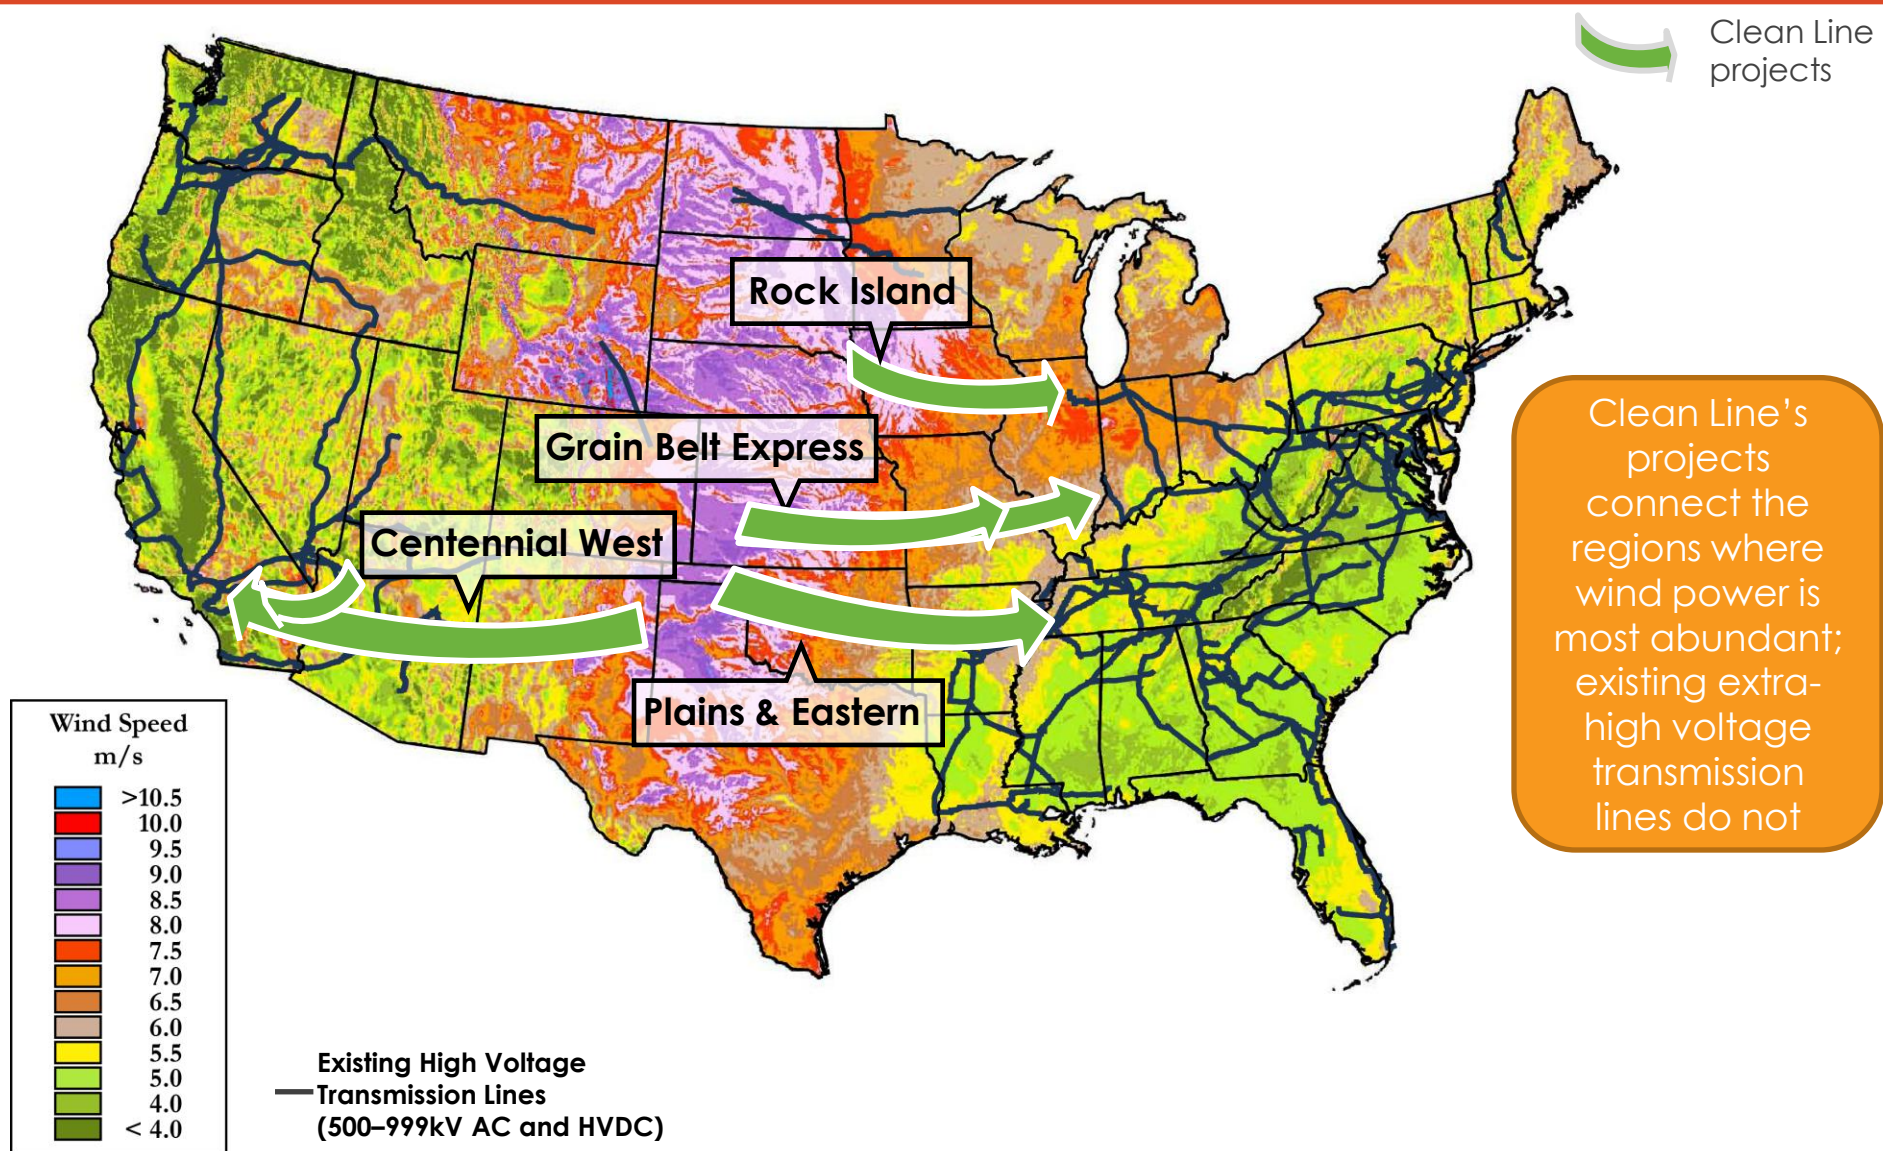 Clean Line
projects
Rock Island
Grain Belt Express
Centennial West
Plains & Eastern
Clean Line’s
projects
connect the
regions where
wind power is
most abundant;
existing extra-
high voltage
transmission
lines do not
Wind Speed
m/s
>10.5
10.0
9.5
9.0
8.5
8.0
7.5
7.0
6.5
6.0
5.5
5.0
4.0
< 4.0
Existing High Voltage
Transmission Lines
(500–999kV AC and HVDC)